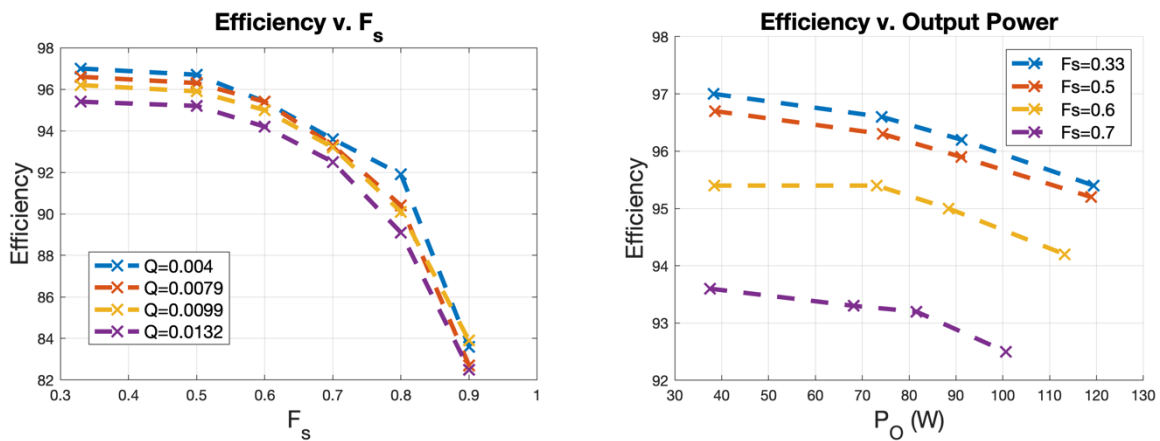 Efficiency v. Fs
Efficiency
98
96
94
92
90
88
86
84
82
Q=0.004
Q=0.0079
Q=0.0099
Q=0.0132
0.3 0.4 0.5 0.6 0.7 0.8 0.9 1
Fs
Efficiency v. Output Power
Efficiency
98
97
96
95
94
93
92
Fs=0.33
Fs=0.5
Fs=0.6
Fs=0.7
30 40 50 60 70 80 90 100 110 120 130
PO (W)